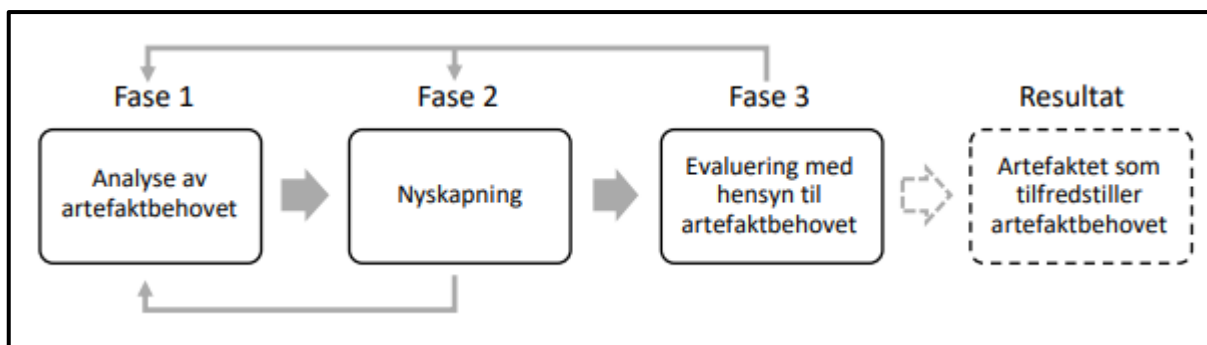 Fase 1
Fase 2
Fase 3
Resultat
Analyse av
artefaktbehovet
Nyskapning
Evaluering med
hensyn til
artefaktbehovet
Artefaktet som
tilfredstiller
artefaktbehovet